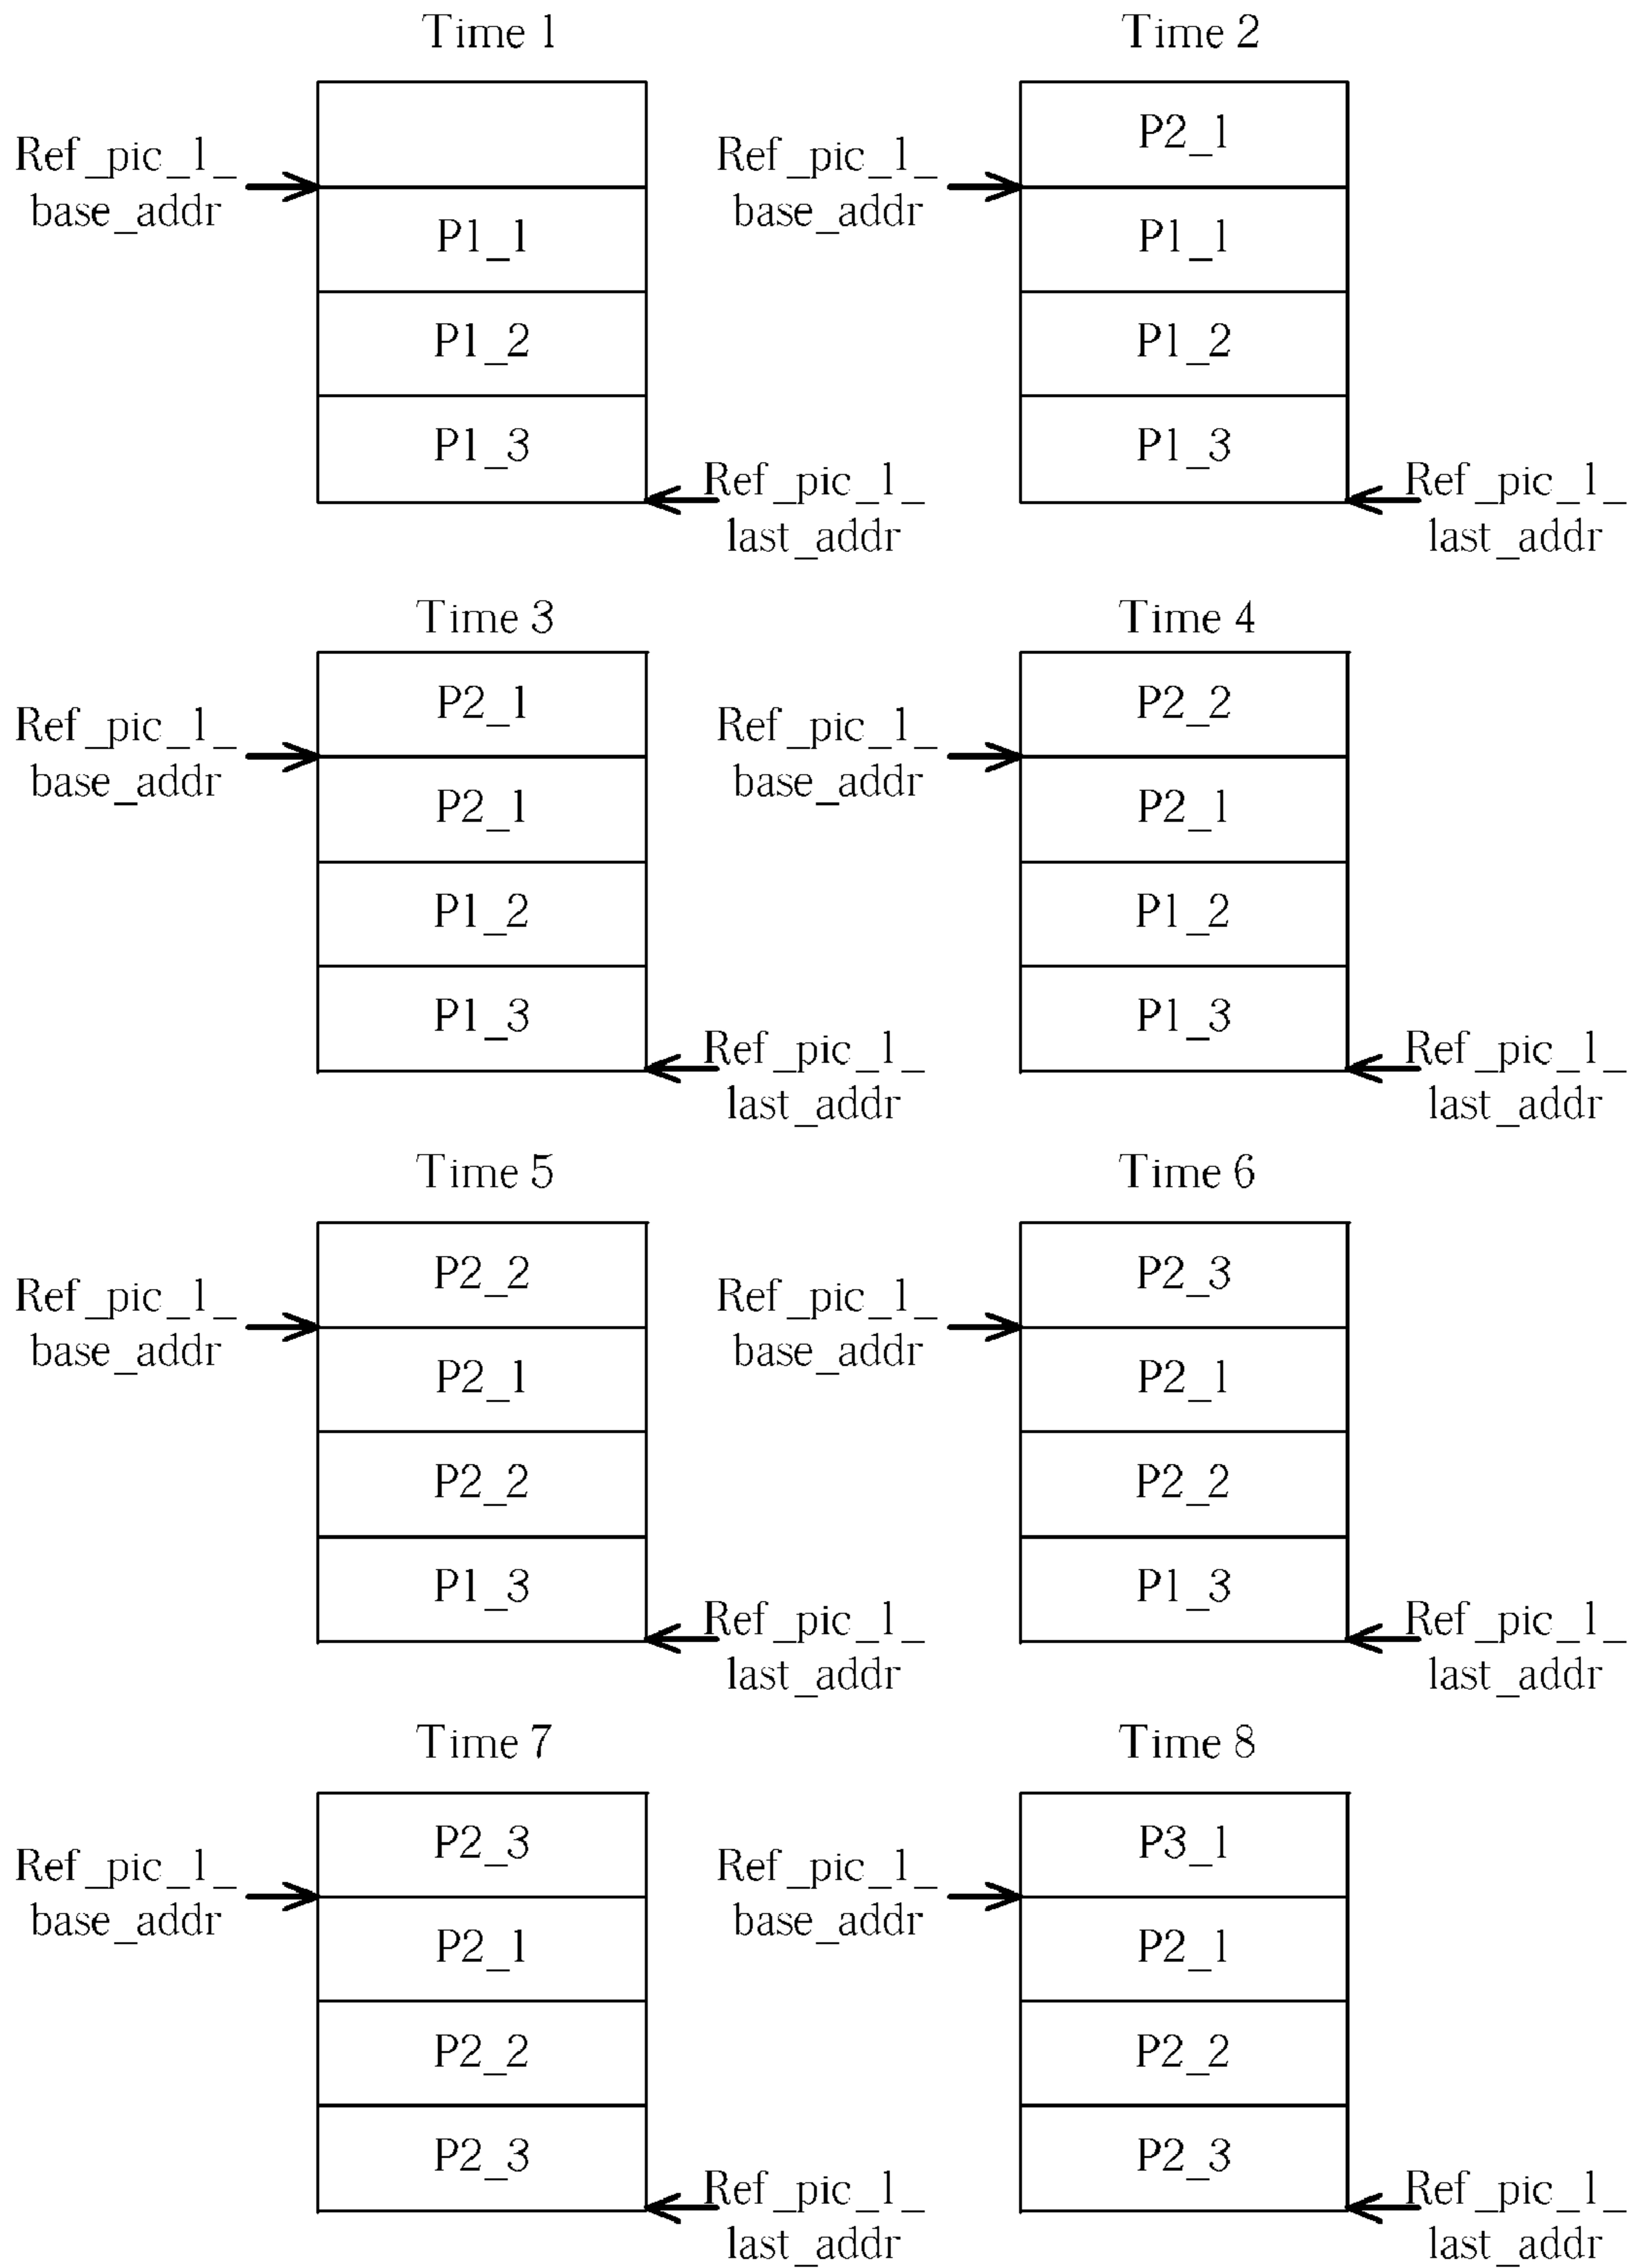 Time 1
Ref_pic_1_
base_addr
P1_1
P1_2
P1_3
Ref_pic_1_
last_addr
Time 2
P2_1
Ref_pic_1_
base_addr
P1_1
P1_2
P1_3
Ref_pic_1_
last_addr
Time 3
P2_1
Ref_pic_1_
base_addr
P2_1
P1_2
P1_3
Ref_pic_1_
last_addr
Time 4
P2_2
Ref_pic_1_
base_addr
P2_1
P1_2
P1_3
Ref_pic_1_
last_addr
Time 5
P2_2
Ref_pic_1_
base_addr
P2_1
P2_2
P1_3
Ref_pic_1_
last_addr
Time 6
P2_3
Ref_pic_1_
base_addr
P2_1
P2_2
P1_3
Ref_pic_1_
last_addr
Time 7
P2_3
Ref_pic_1_
base_addr
P2_1
P2_2
P2_3
Ref_pic_1_
last_addr
Time 8
P3_1
Ref_pic_1_
base_addr
P2_1
P2_2
P2_3
Ref_pic_1_
last_addr